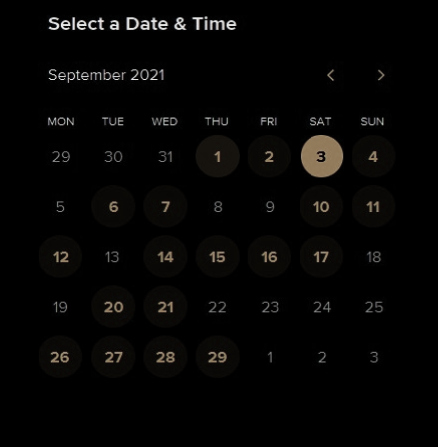 Select a Date & Time
September 2021
MON TUE WED THU FRI SAT SUN
29 30 31 1 2 3 4
5 6 7 8 9 10 11
12 13 14 15 16 17 18
19 20 21 22 23 24 25
26 27 28 29 1 2 3